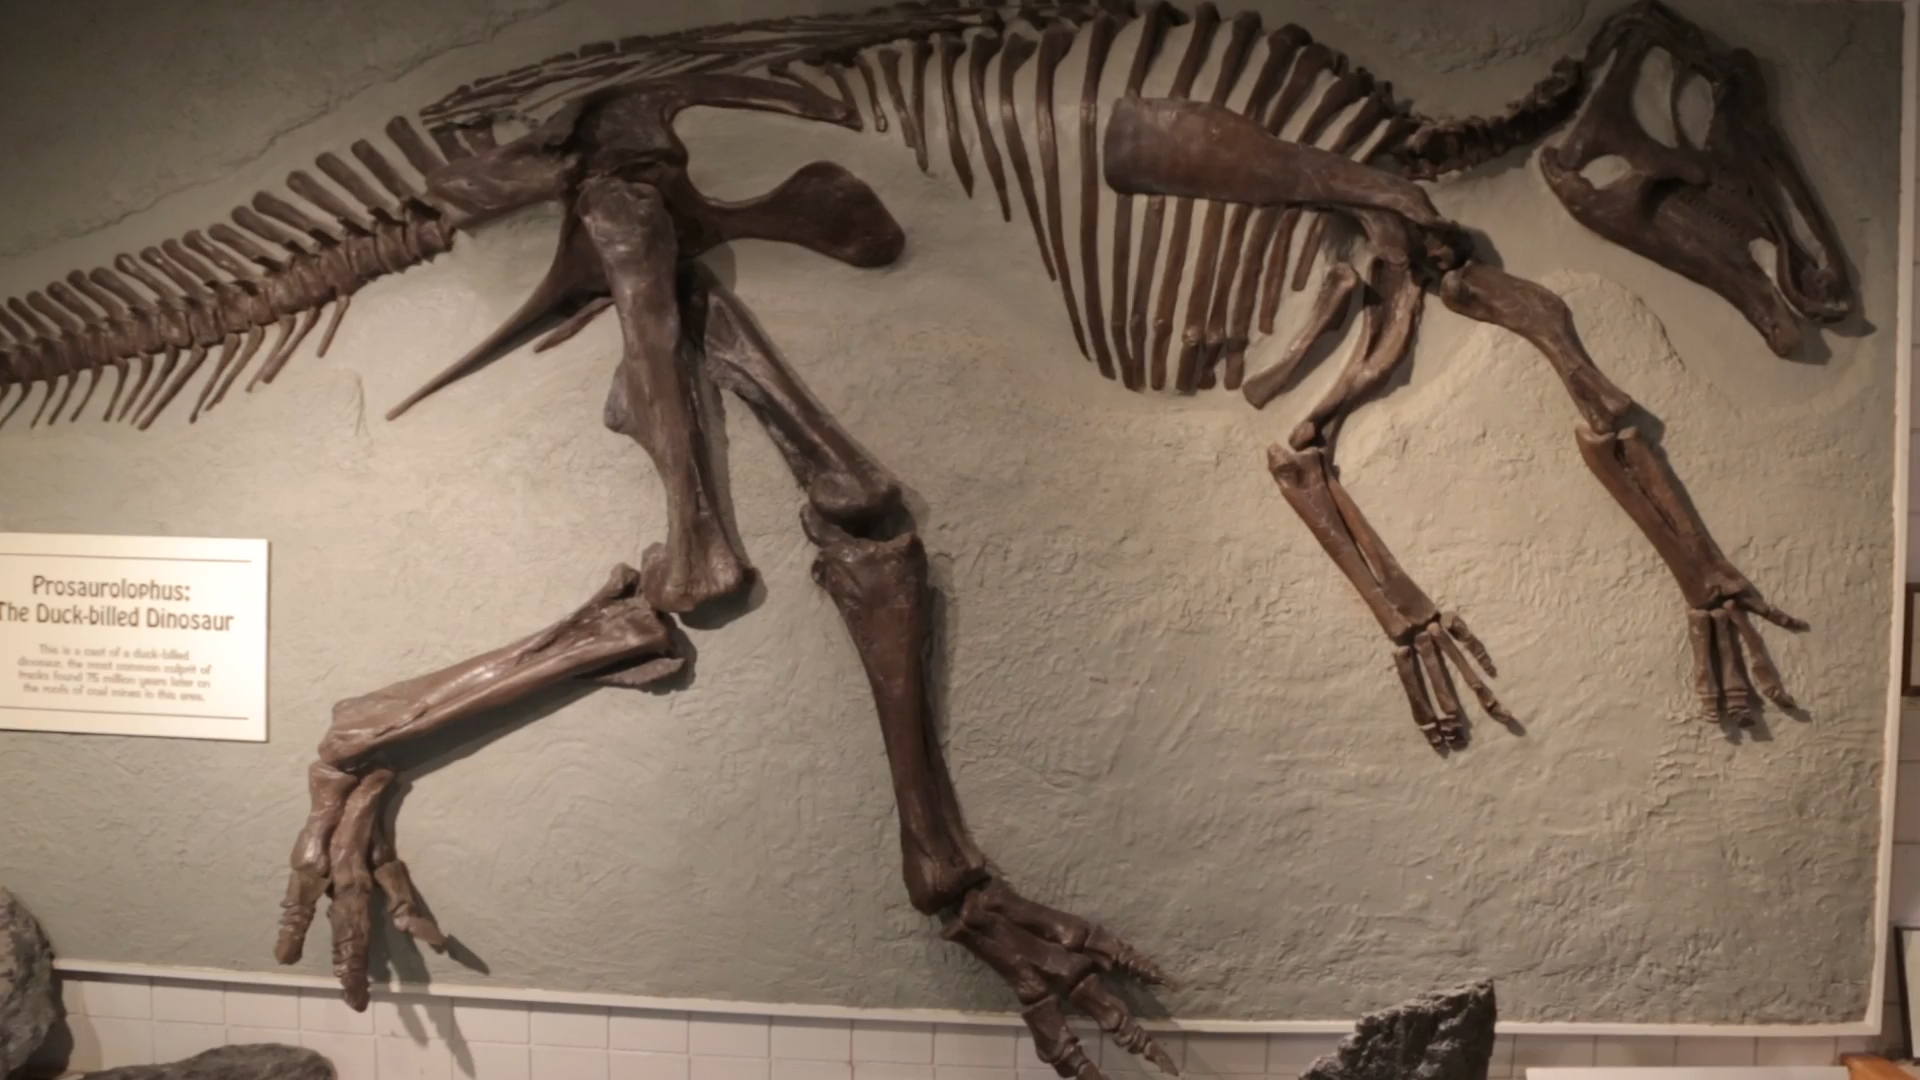 Prosaurolophus:
The Duck-billed Dinosaur
This is a cast of a duck-billed
dinosaur, the most common culprit of
tracks found 75 million years later on
the roofs of coal mines in this area.